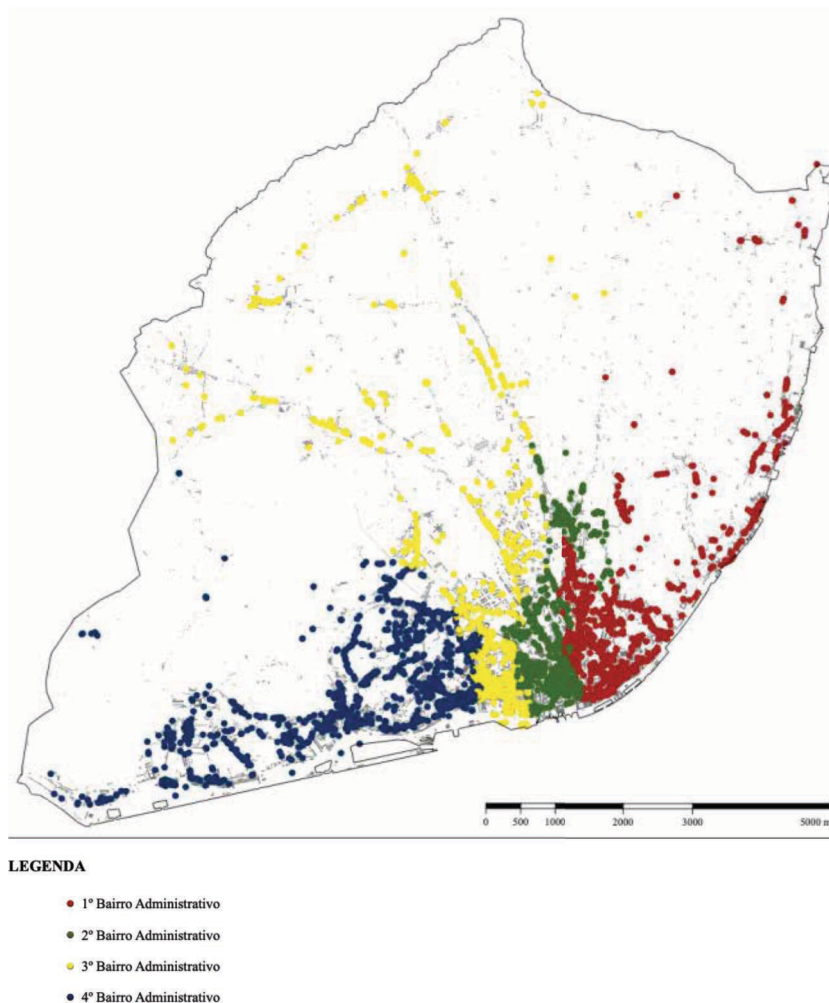 0 500 1000 2000 3000 5000 m
LEGENDA
1º Bairro Administrativo
2º Bairro Administrativo
3º Bairro Administrativo
4º Bairro Administrativo